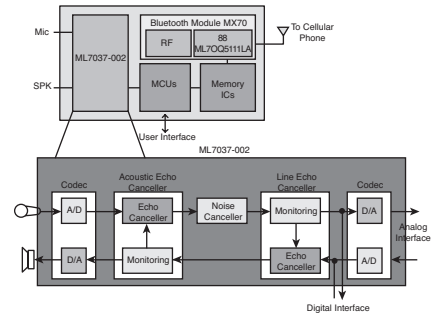 Bluetooth Module MX70
To Cellular
Phone
Mic
RF
88
ML7OQ5111LA
ML7037-002
SPK
MCUs
Memory
ICs
User Interface
ML7037-002
Codec
Acoustic Echo
Canceller
Line Echo
Canceller
Codec
A/D
Echo
Canceller
Noise
Canceller
Monitoring
D/A
Analog
Interface
D/A
Monitoring
Echo
Canceller
A/D
Digital Interface